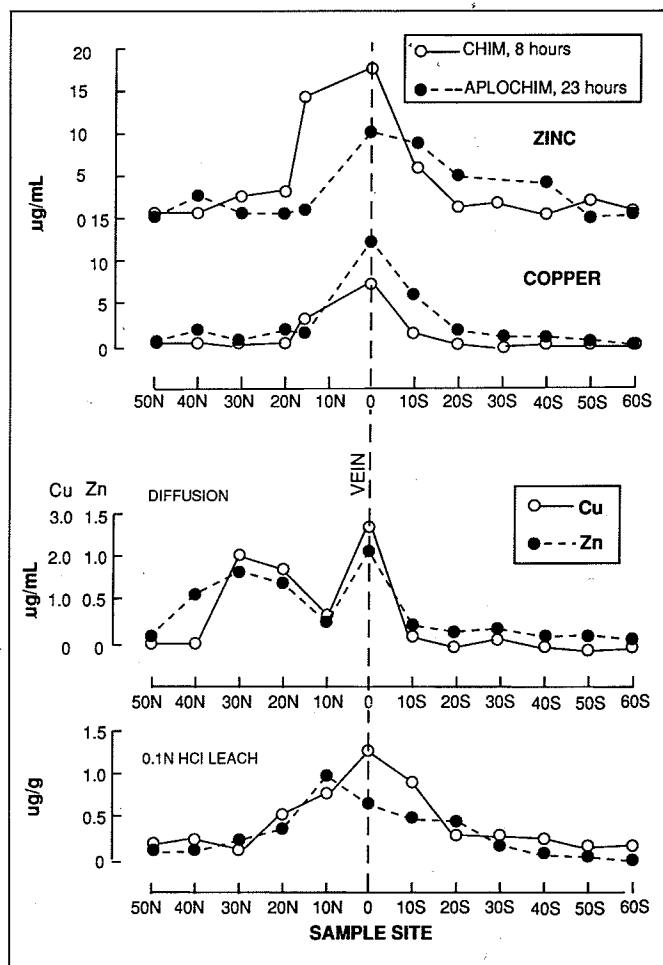 20
15
10
5
0 15
10
5
0
µg/mL
CHIM, 8 hours
APLOCHIM, 23 hours
ZINC
COPPER
50N 40N 30N 20N 10N 0 10S 20S 30S 40S 50S 60S
VEIN
Cu Zn
DIFFUSION
3.0 1.5
2.0 1.0
1.0 0.5
0 0
µg/mL
Cu
Zn
50N 40N 30N 20N 10N 0 10S 20S 30S 40S 50S 60S
0.1N HCl LEACH
1.5
1.0
0.5
0
ug/g
50N 40N 30N 20N 10N 0 10S 20S 30S 40S 50S 60S
SAMPLE SITE